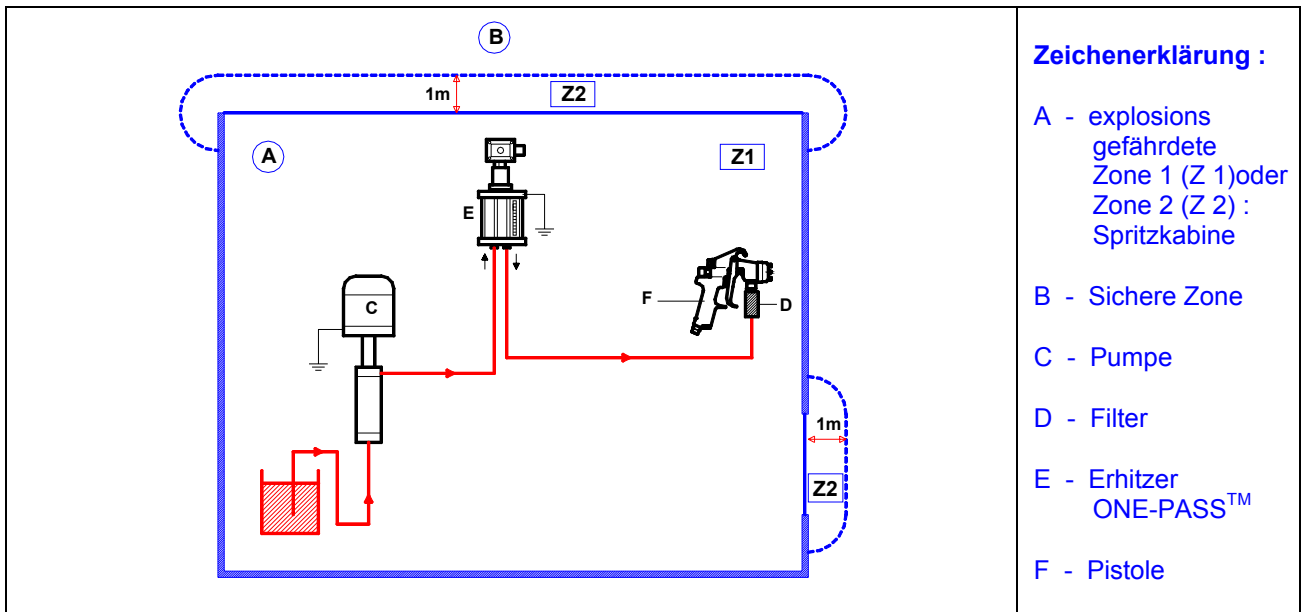 B
1m
Z2
A
Z1
E
C
F
D
1m
Z2
Zeichenerklärung :
A - explosions
gefährdete
Zone 1 (Z 1)oder
Zone 2 (Z 2) :
Spritzkabine
B - Sichere Zone
C - Pumpe
D - Filter
E - Erhitzer
ONE-PASS™
F - Pistole